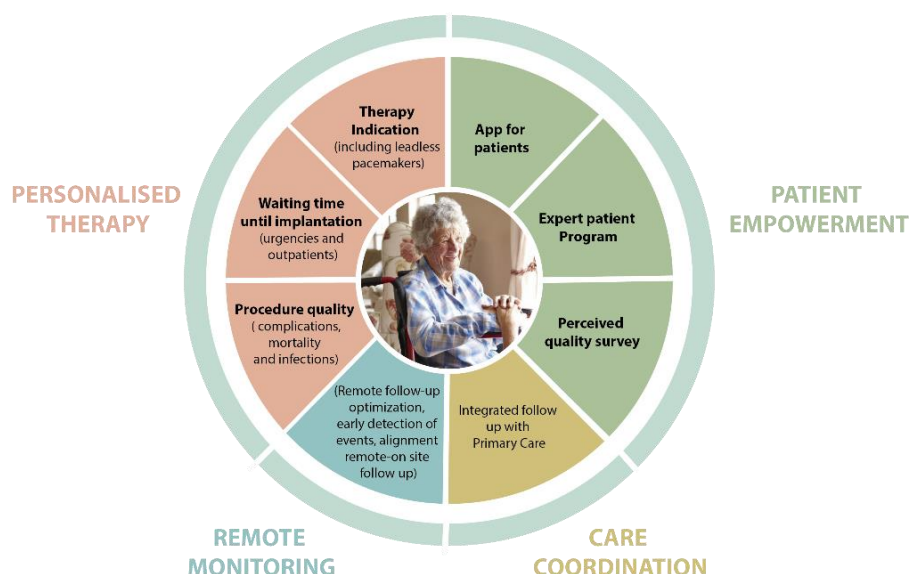 PERSONALISED
THERAPY
Therapy
Indication
(including leadless
pacemakers)
Waiting time
until implantation
(urgencies and
outpatients)
Procedure quality
( complications,
mortality
and infections)
App for
patients
Expert patient
Program
Perceived
quality survey
PATIENT
EMPOWERMENT
(Remote follow-up
optimization,
early detection of
events, alignment
remote-on site
follow up)
Integrated follow
up with
Primary Care
REMOTE
MONITORING
CARE
COORDINATION